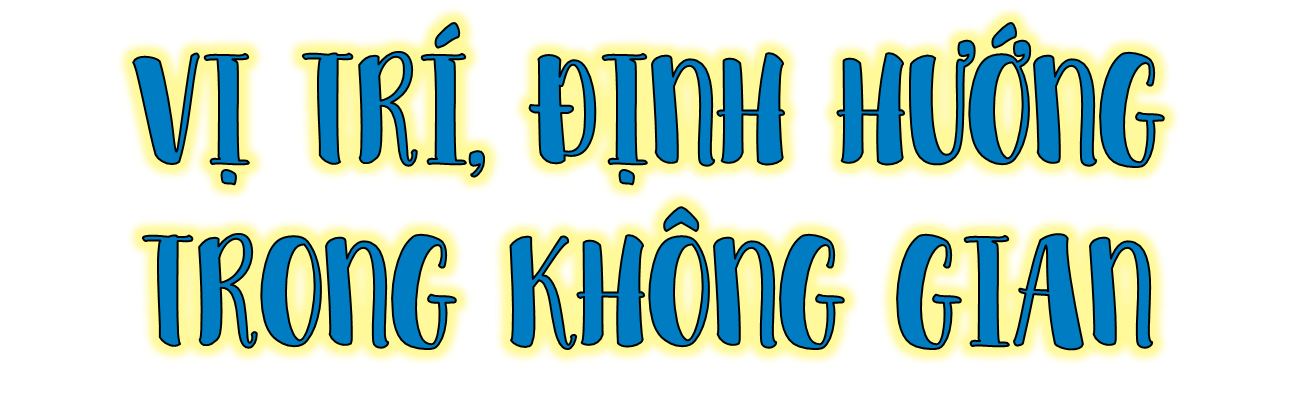 VỊ TRÍ, ĐỊNH HƯỚNG
TRONG KHÔNG GIAN